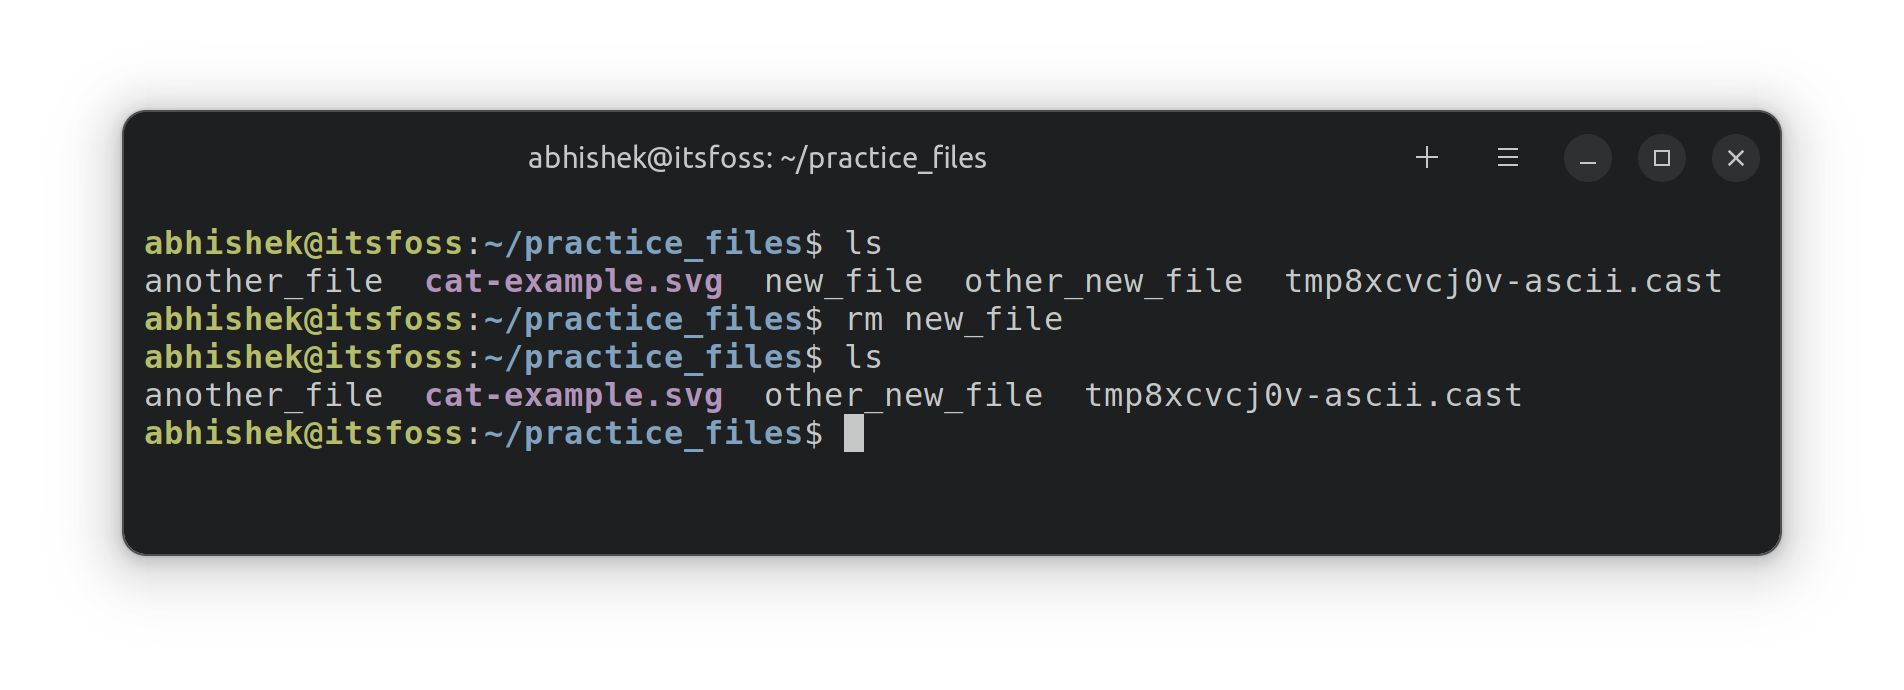 abhishek@itsfoss: ~/practice_files
abhishek@itsfoss:~/practice_files$ ls
another_file  cat-example.svg  new_file  other_new_file  tmp8xcvcj0v-ascii.cast
abhishek@itsfoss:~/practice_files$ rm new_file
abhishek@itsfoss:~/practice_files$ ls
another_file  cat-example.svg  other_new_file  tmp8xcvcj0v-ascii.cast
abhishek@itsfoss:~/practice_files$